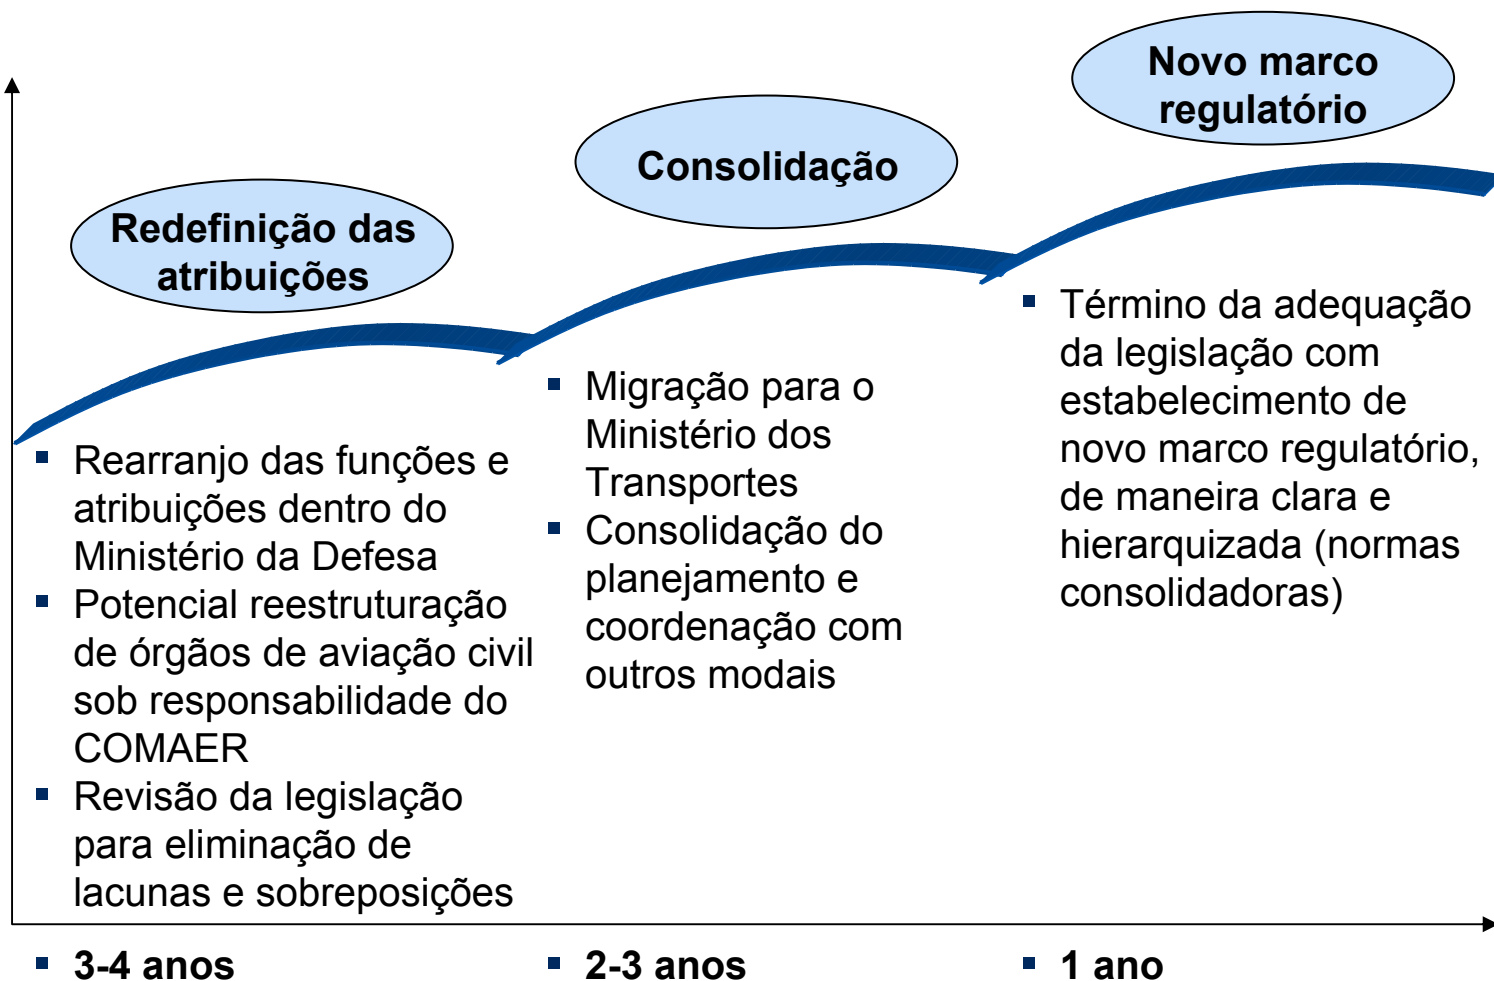 Redefinição das
atribuições
▪ Rearranjo das funções e
atribuições dentro do
Ministério da Defesa
▪ Potencial reestruturação
de órgãos de aviação civil
sob responsabilidade do
COMAER
▪ Revisão da legislação
para eliminação de
lacunas e sobreposições
▪ 3-4 anos
Consolidação
▪ Migração para o
Ministério dos
Transportes
▪ Consolidação do
planejamento e
coordenação com
outros modais
▪ 2-3 anos
Novo marco
regulatório
▪ Término da adequação
da legislação com
estabelecimento de
novo marco regulatório,
de maneira clara e
hierarquizada (normas
consolidadoras)
▪ 1 ano